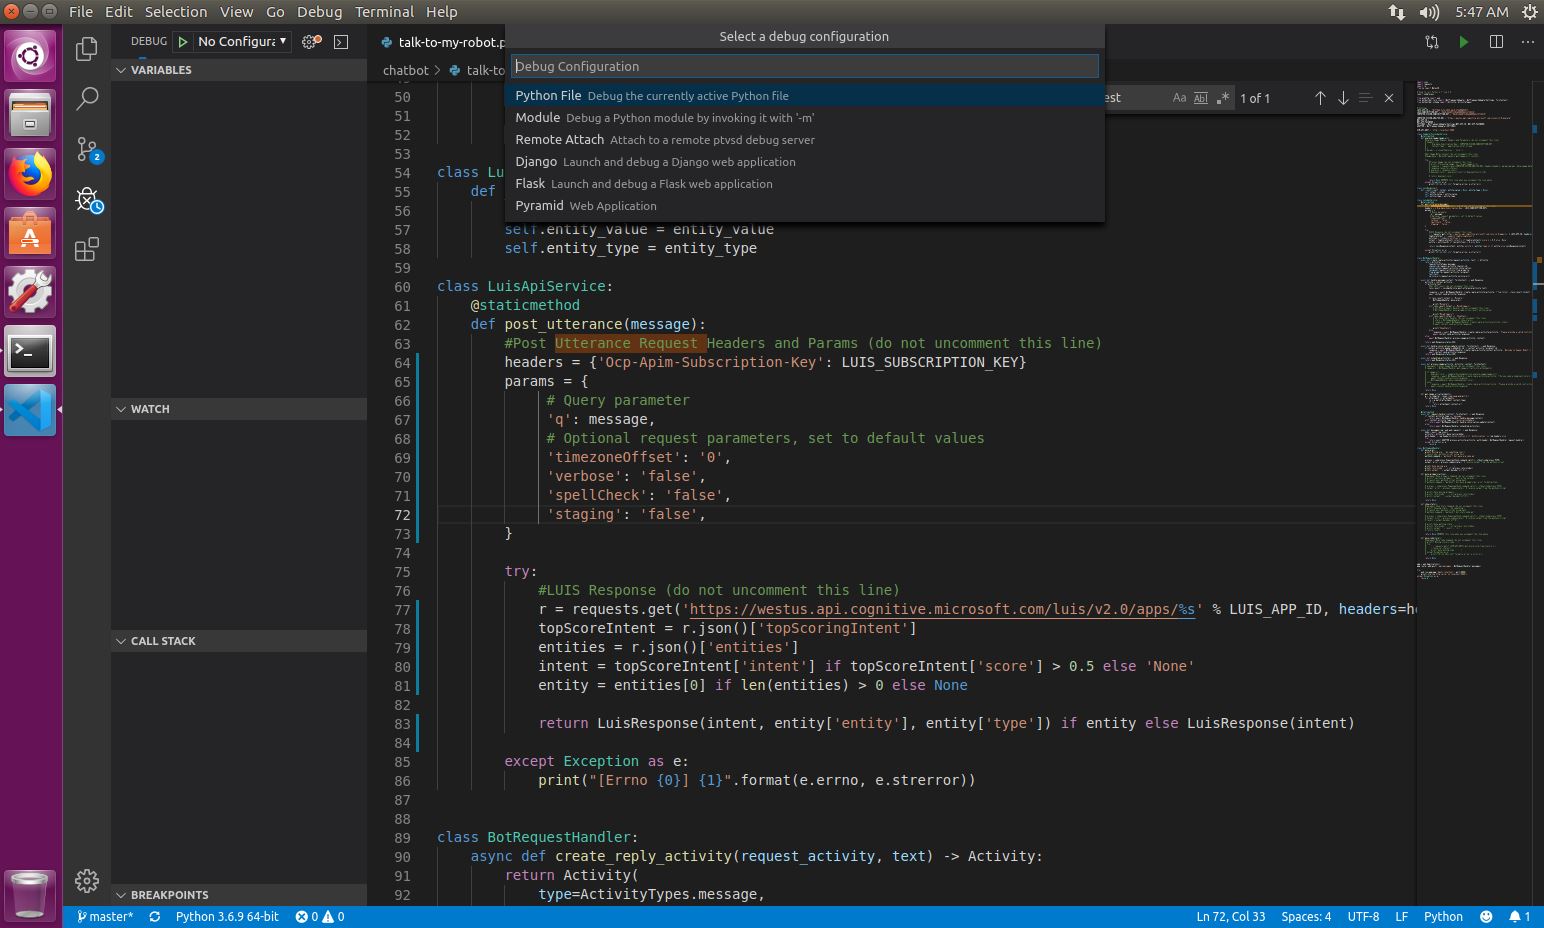 File Edit Selection View Go Debug Terminal Help
5:47 AM
DEBUG No Configura
talk-to-my-robot.p
Select a debug configuration
Debug Configuration
chatbot talk-to
VARIABLES
Python File Debug the currently active Python file
est Aa Abl .* 1 of 1
Module Debug a Python module by invoking it with '-m'
Remote Attach Attach to a remote ptvsd debug server
Django Launch and debug a Django web application
Flask Launch and debug a Flask web application
Pyramid Web Application
50
51
52
53
54 class Lu
55 def
56
57 self.entity_value = entity_value
58 self.entity_type = entity_type
59
60 class LuisApiService:
61 @staticmethod
62 def post_utterance(message):
63 #Post Utterance Request Headers and Params (do not uncomment this line)
64 headers = {'Ocp-Apim-Subscription-Key': LUIS_SUBSCRIPTION_KEY}
65 params = {
66 # Query parameter
67 'q': message,
68 # Optional request parameters, set to default values
69 'timezoneOffset': '0',
70 'verbose': 'false',
71 'spellCheck': 'false',
72 'staging': 'false',
73 }
74
75 try:
76 #LUIS Response (do not uncomment this line)
77 r = requests.get('https://westus.api.cognitive.microsoft.com/luis/v2.0/apps/%s' % LUIS_APP_ID, headers=he
78 topScoreIntent = r.json()['topScoringIntent']
79 entities = r.json()['entities']
80 intent = topScoreIntent['intent'] if topScoreIntent['score'] > 0.5 else 'None'
81 entity = entities[0] if len(entities) > 0 else None
82
83 return LuisResponse(intent, entity['entity'], entity['type']) if entity else LuisResponse(intent)
84
85 except Exception as e:
86 print("[Errno {0}] {1}".format(e.errno, e.strerror))
87
88
89 class BotRequestHandler:
90 async def create_reply_activity(request_activity, text) -> Activity:
91 return Activity(
92 type=ActivityTypes.message,
2
WATCH
CALL STACK
BREAKPOINTS
master* Python 3.6.9 64-bit 0 0 Ln 72, Col 33 Spaces: 4 UTF-8 LF Python 1